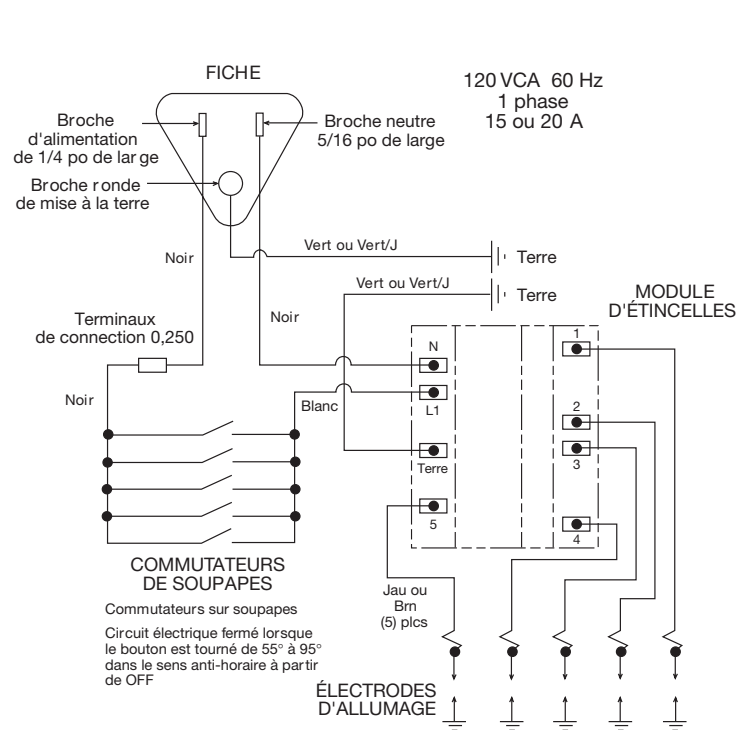 FICHE
120 VCA 60 Hz
1 phase
15 ou 20 A
Broche
d'alimentation
de 1/4 po de large
Broche neutre
5/16 po de large
Broche ronde
de mise à la terre
Noir
Vert ou Vert/J
Terre
Vert ou Vert/J
Terre
MODULE
D'ÉTINCELLES
Terminaux
de connection 0,250
Noir
N
1
Noir
Blanc
L1
2
3
Terre
5
4
COMMUTATEURS
DE SOUPAPES
Commutateurs sur soupapes
Circuit électrique fermé lorsque
le bouton est tourné de 55° à 95°
dans le sens anti-horaire à partir
de OFF
Jau ou
Brn
(5) plcs
ÉLECTRODES
D'ALLUMAGE